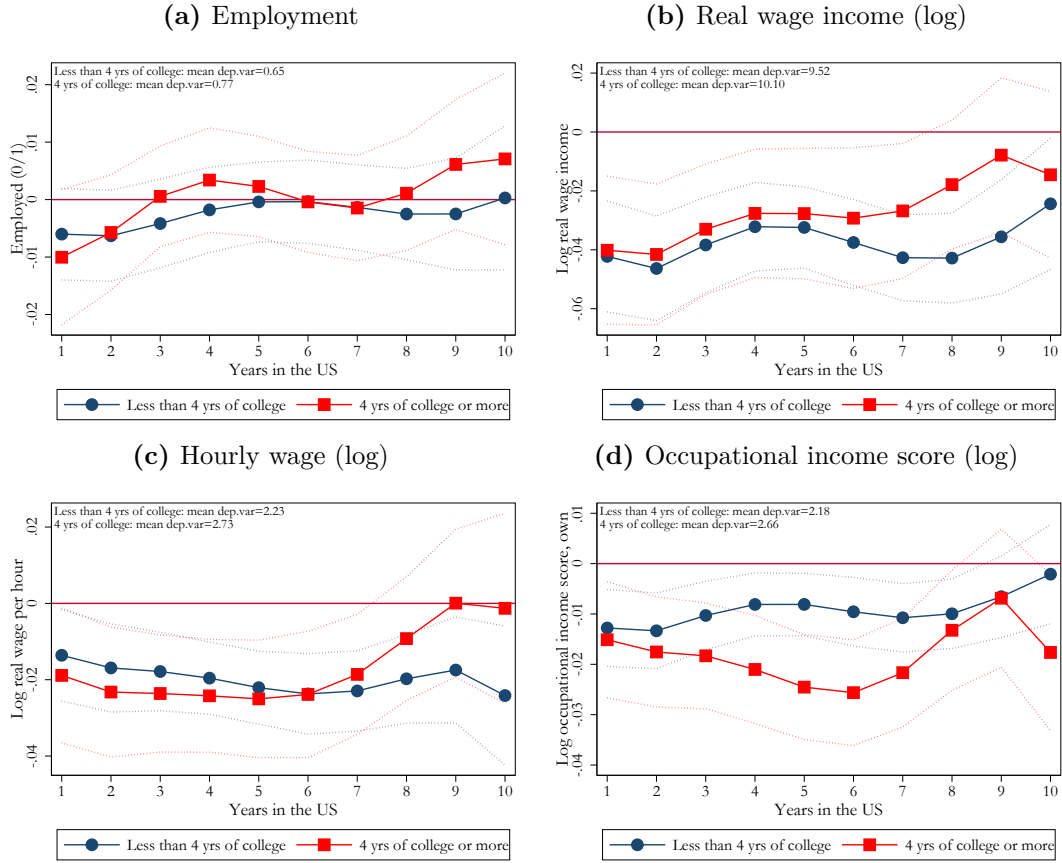 (a) Employment
Less than 4 yrs of college: mean dep.var=0.65
4 yrs of college: mean dep.var=0.77
Employed (0/1)
.02
.01
0
-.01
-.02
1 2 3 4 5 6 7 8 9 10
Years in the US
Less than 4 yrs of college 4 yrs of college or more
(b) Real wage income (log)
Less than 4 yrs of college: mean dep.var=9.52
4 yrs of college: mean dep.var=10.10
Log real wage income
.02
0
-.02
-.04
-.06
1 2 3 4 5 6 7 8 9 10
Years in the US
Less than 4 yrs of college 4 yrs of college or more
(c) Hourly wage (log)
Less than 4 yrs of college: mean dep.var=2.23
4 yrs of college: mean dep.var=2.73
Log real wage per hour
.02
0
-.02
-.04
1 2 3 4 5 6 7 8 9 10
Years in the US
Less than 4 yrs of college 4 yrs of college or more
(d) Occupational income score (log)
Less than 4 yrs of college: mean dep.var=2.18
4 yrs of college: mean dep.var=2.66
Log occupational income score, own
.01
0
-.01
-.02
-.03
-.04
1 2 3 4 5 6 7 8 9 10
Years in the US
Less than 4 yrs of college 4 yrs of college or more